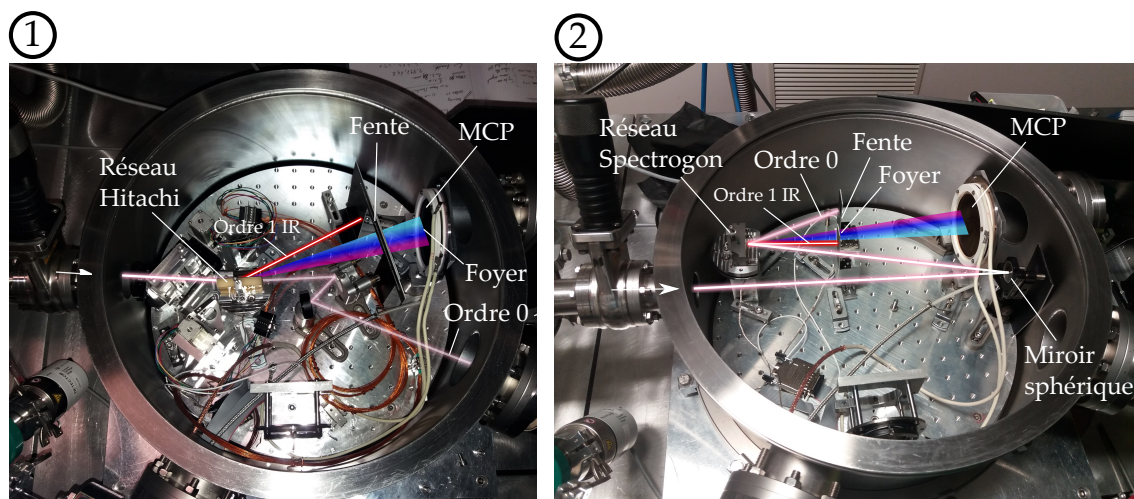 1
2
Fente
MCP
Réseau
Hitachi
Ordre 1 IR
Foyer
Ordre 0
Réseau
Spectrogon
MCP
Fente
Ordre 0
Foyer
Ordre 1 IR
Miroir
sphérique